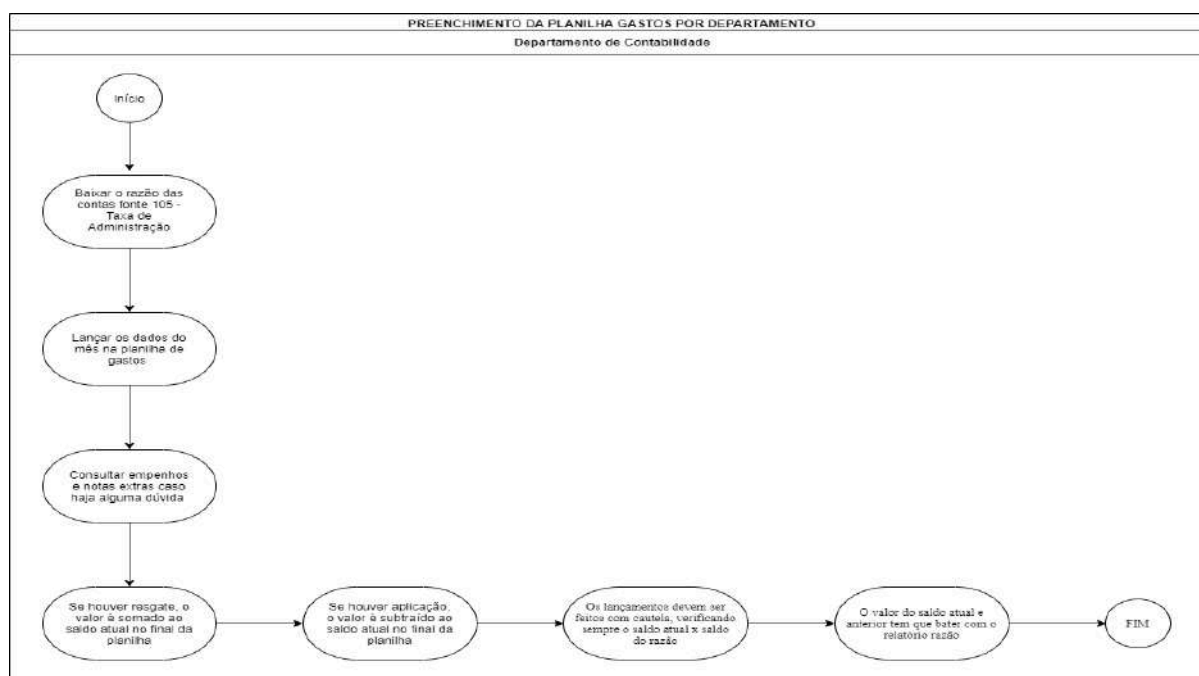 PREENCHIMENTO DA PLANILHA GASTOS POR DEPARTAMENTO
Departamento de Contabilidade
Início
Baixar o razão das
contas fonte 105 -
Taxa de
Administração
Lançar os dados do
mês na planilha de
gastos
Consultar empenhos
e notas extras caso
haja alguma dúvida
Se houver resgate, o
valor é somado ao
saldo atual no final da
planilha
Se houver aplicação,
o valor é subtraído ao
saldo atual no final da
planilha
Os lançamentos devem ser
feitos com cautela, verificando
sempre o saldo atual x saldo
do razão
O valor do saldo atual e
anterior tem que bater com o
relatório razão
FIM